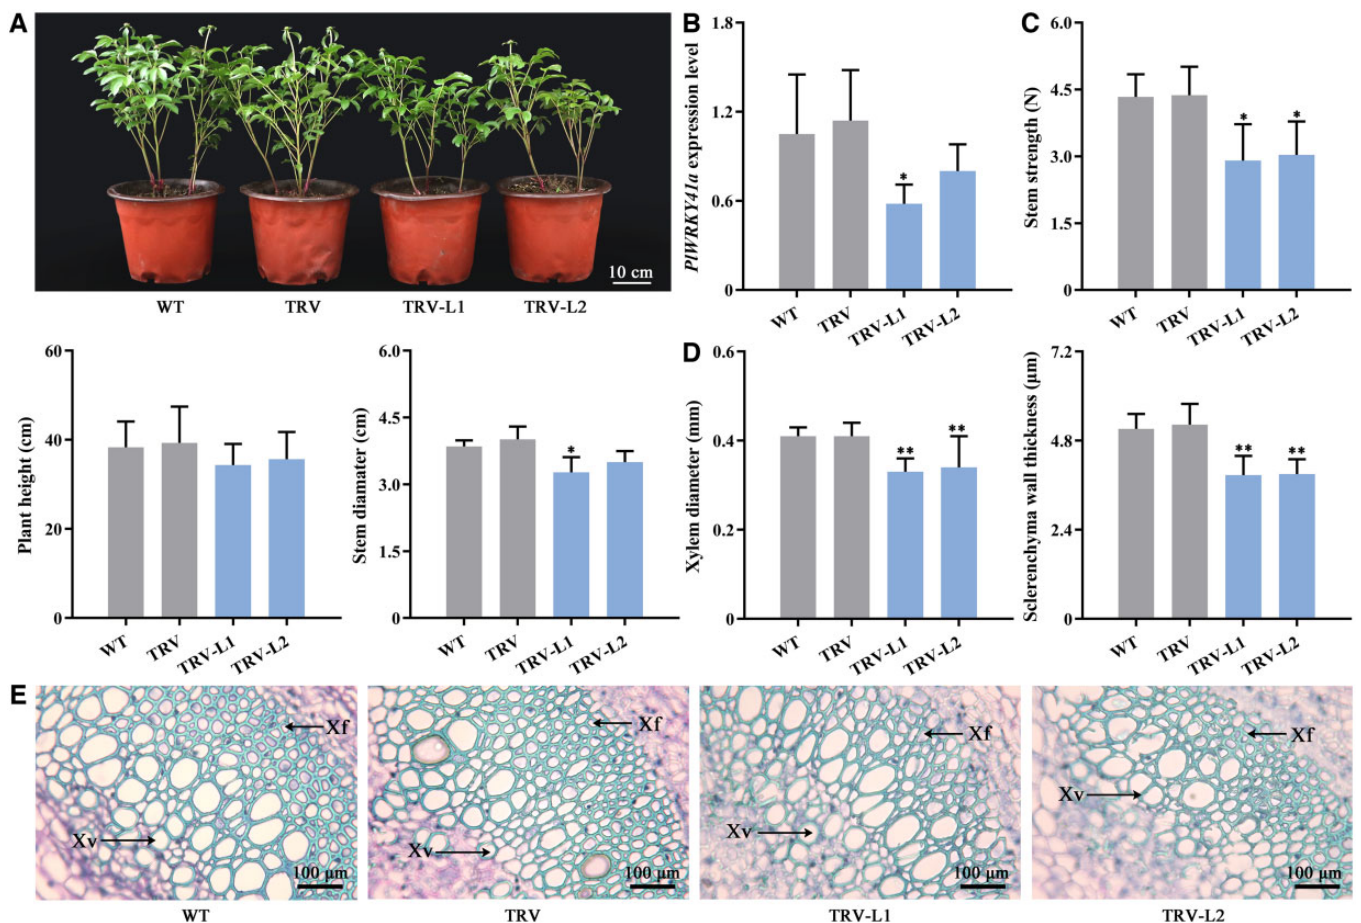 A
10 cm
WT TRV TRV-L1 TRV-L2
B
PlWRKY41a expression level
1.8
1.2
0.6
0
WT TRV TRV-L1 TRV-L2
*
C
Stem strength (N)
6.0
4.5
3.0
1.5
0
WT TRV TRV-L1 TRV-L2
* *
Plant height (cm)
60
40
20
0
WT TRV TRV-L1 TRV-L2
Stem diamater (cm)
6.0
4.5
3.0
1.5
0
WT TRV TRV-L1 TRV-L2
*
D
Xylem diameter (mm)
0.6
0.4
0.2
0
WT TRV TRV-L1 TRV-L2
** **
Sclerenchyma wall thickness (μm)
7.2
4.8
2.4
0
WT TRV TRV-L1 TRV-L2
** **
E
Xf
Xv
100 μm
WT
Xf
Xv
100 μm
TRV
Xf
Xv
100 μm
TRV-L1
Xf
Xv
100 μm
TRV-L2